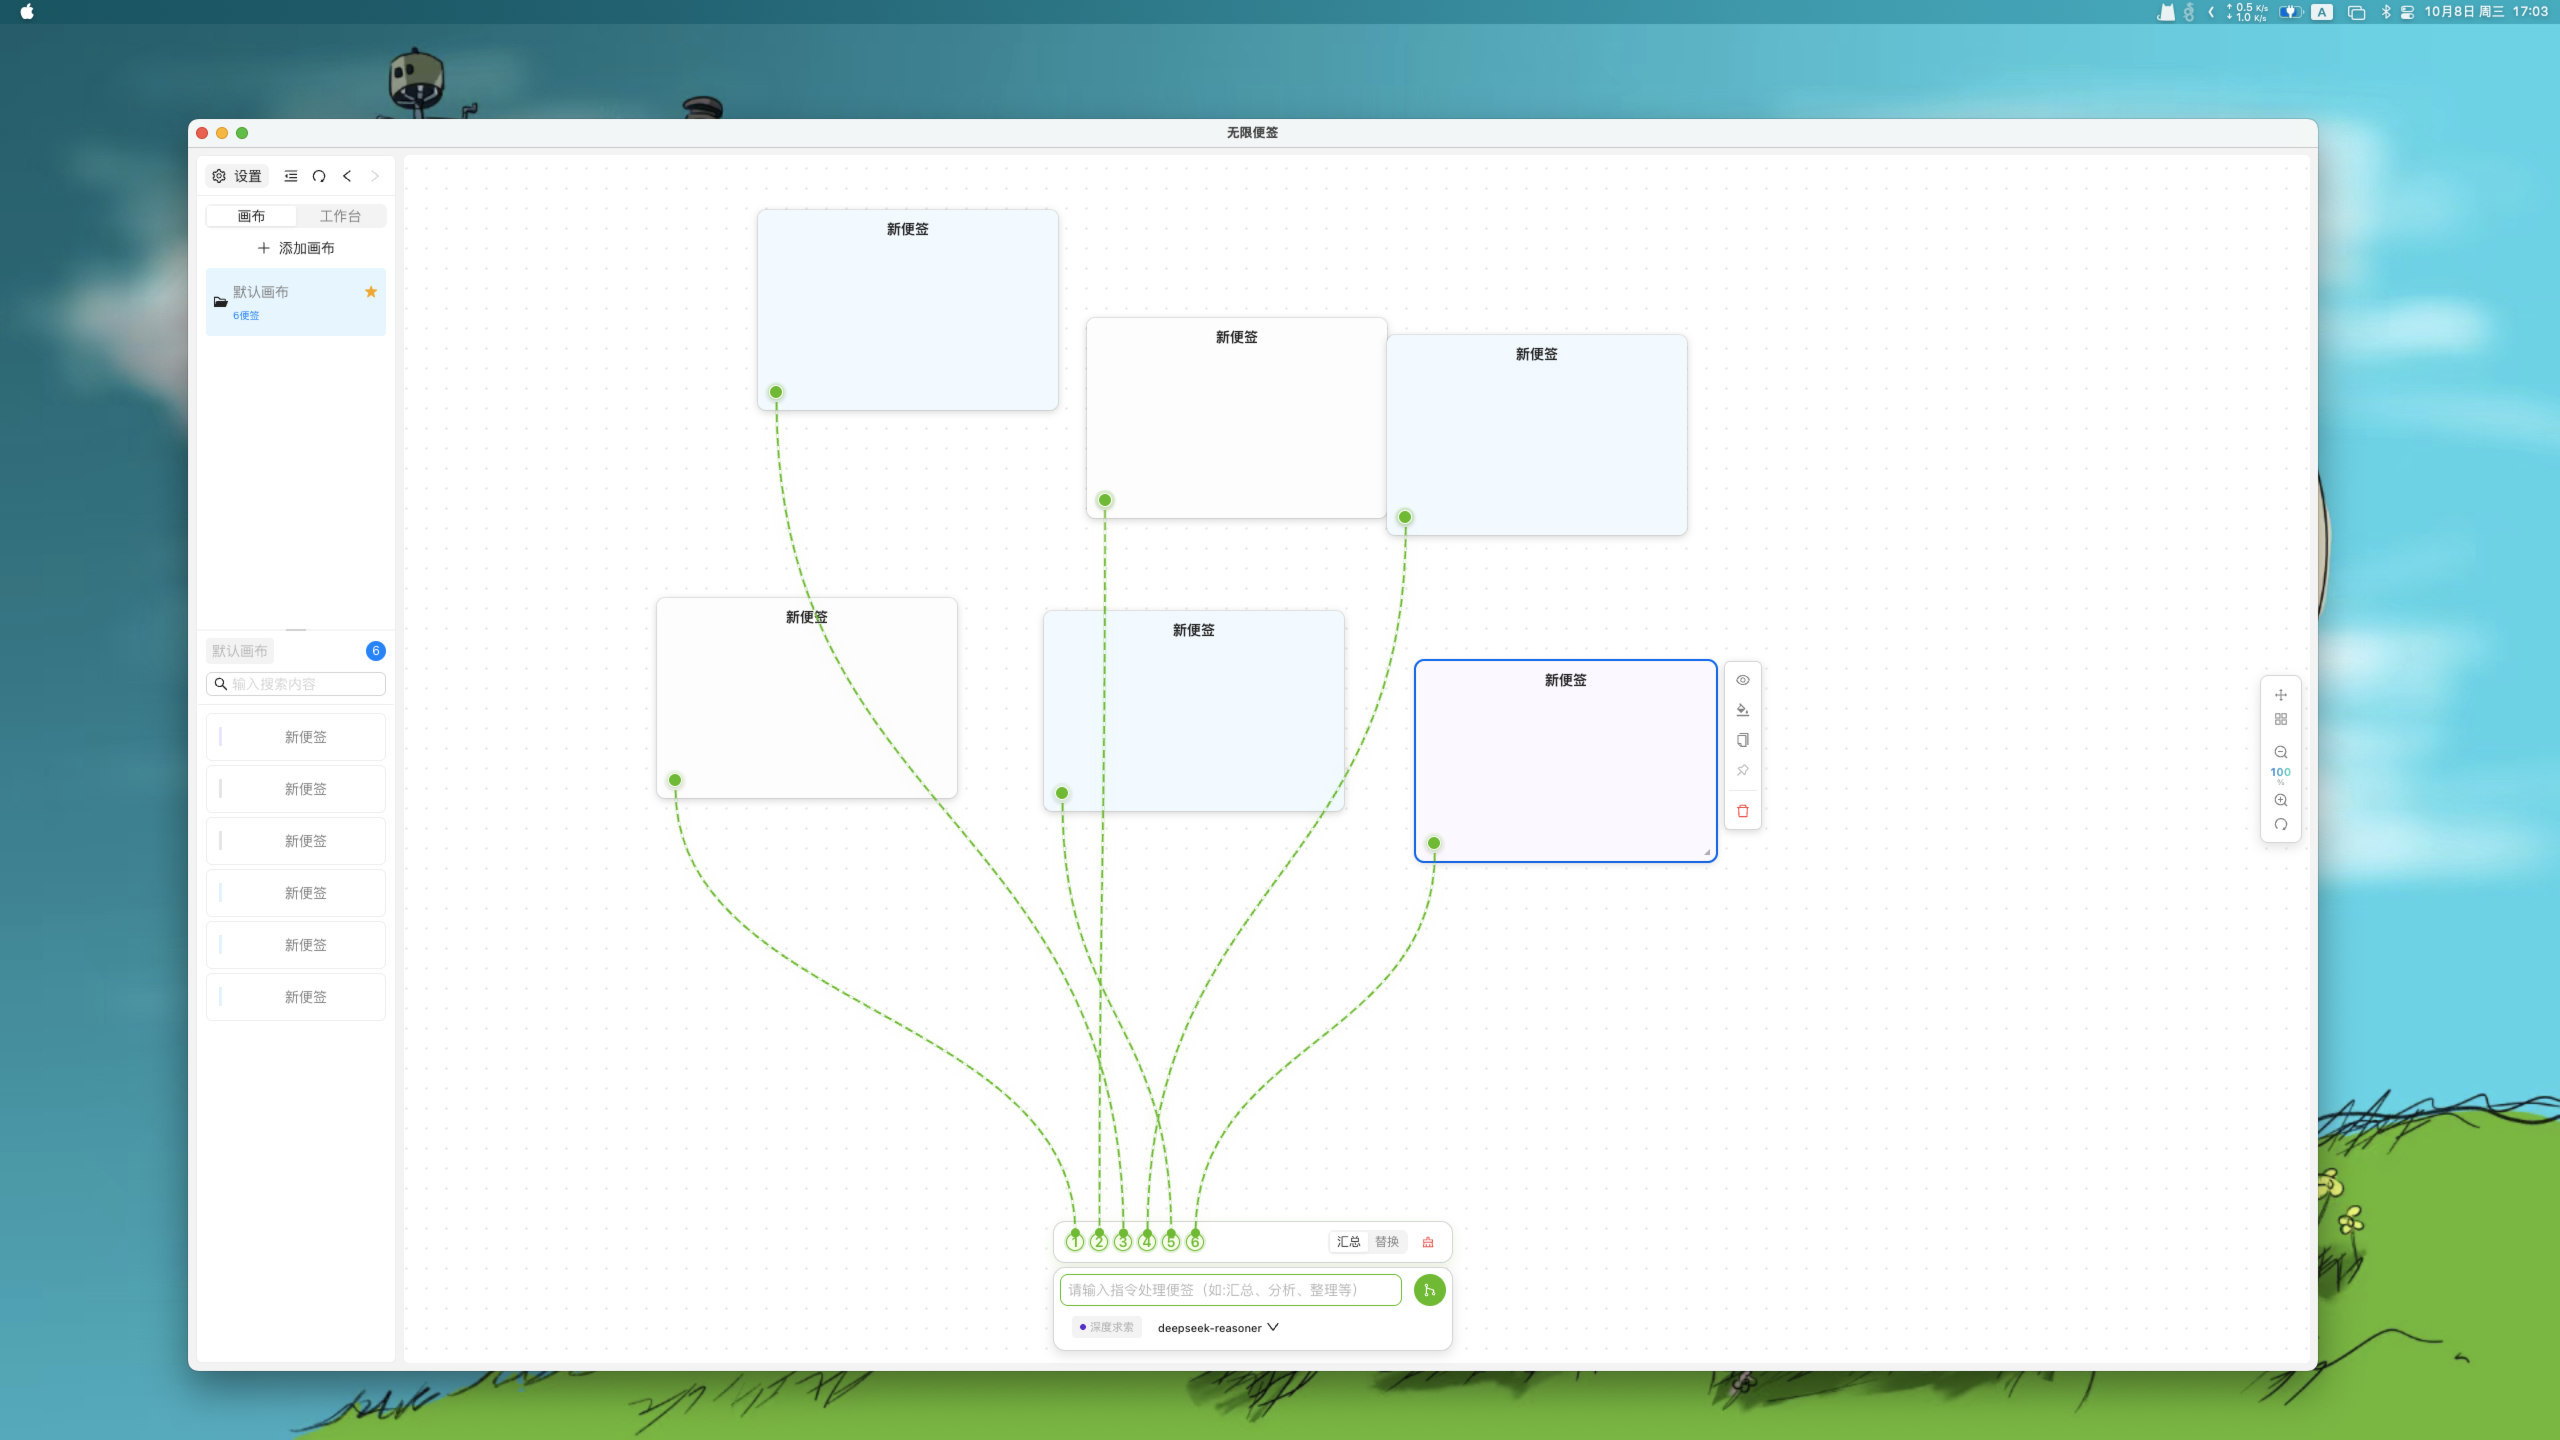 0.5 K/s
1.0 K/s
A
10月8日 周三 17:03
无限便签
设置
画布
工作台
添加画布
默认画布
6便签
默认画布
6
输入搜索内容
新便签
新便签
新便签
新便签
新便签
新便签
新便签
新便签
新便签
新便签
新便签
新便签
100
%
1 2 3 4 5 6
汇总 替换
请输入指令处理便签（如:汇总、分析、整理等）
深度求索
deepseek-reasoner